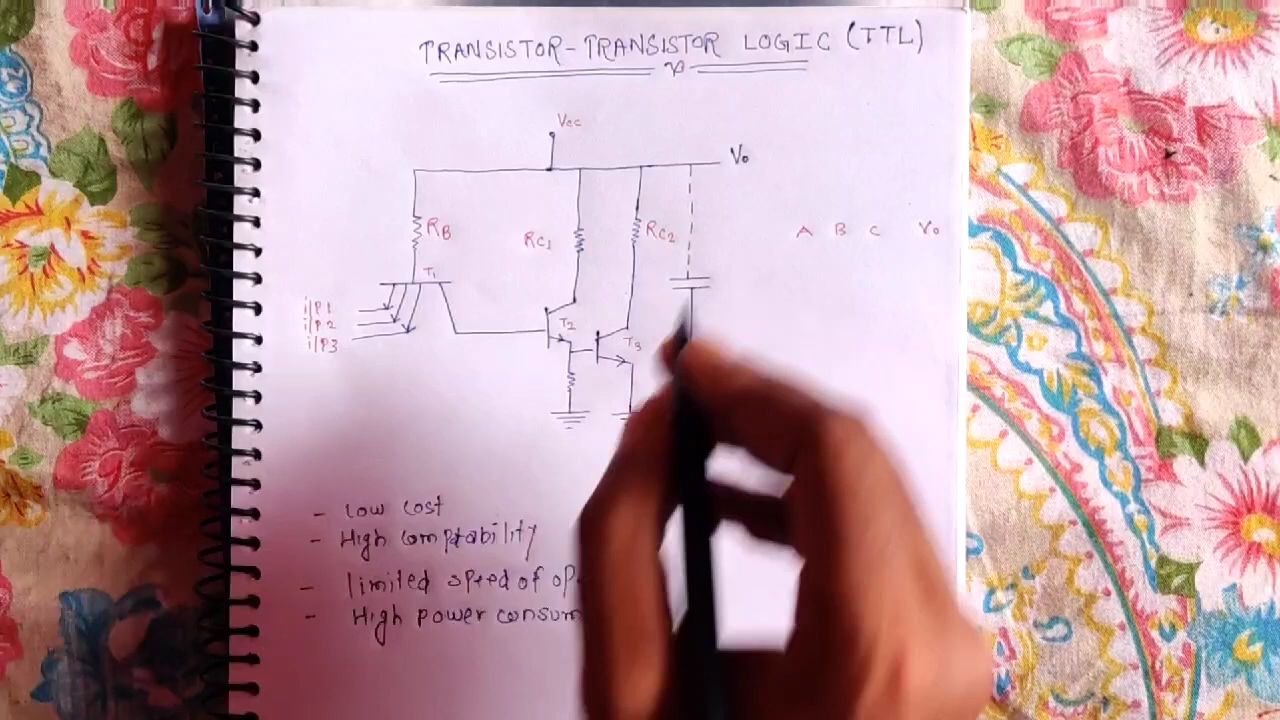 TRANSISTOR-TRANSISTOR LOGIC (TTL)
Vcc
Vo
RB
RC1
RC2
A B C Vo
T1
i/P1
i/P2
i/P3
T2
T3
- Low cost
- High comptability
- limited speed of op
- High power consum